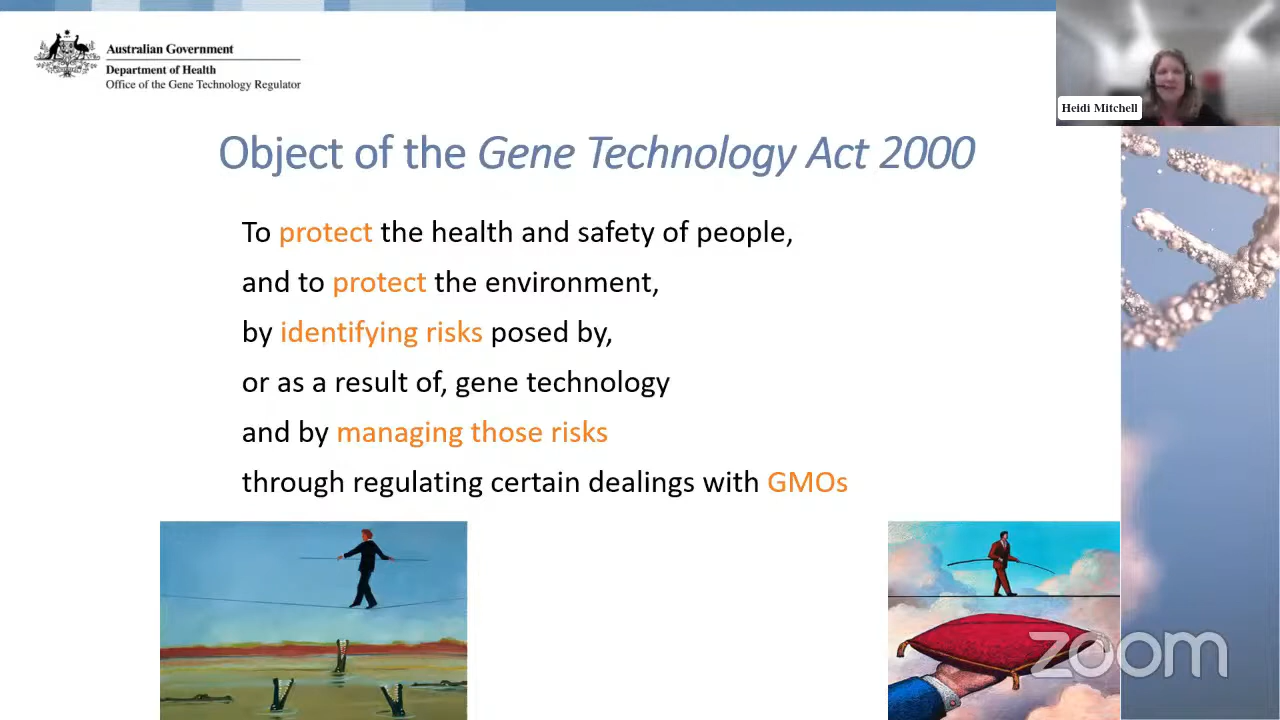 Australian Government
Department of Health
Office of the Gene Technology Regulator
Heidi Mitchell
Object of the Gene Technology Act 2000
To protect the health and safety of people,
and to protect the environment,
by identifying risks posed by,
or as a result of, gene technology
and by managing those risks
through regulating certain dealings with GMOs
zoom